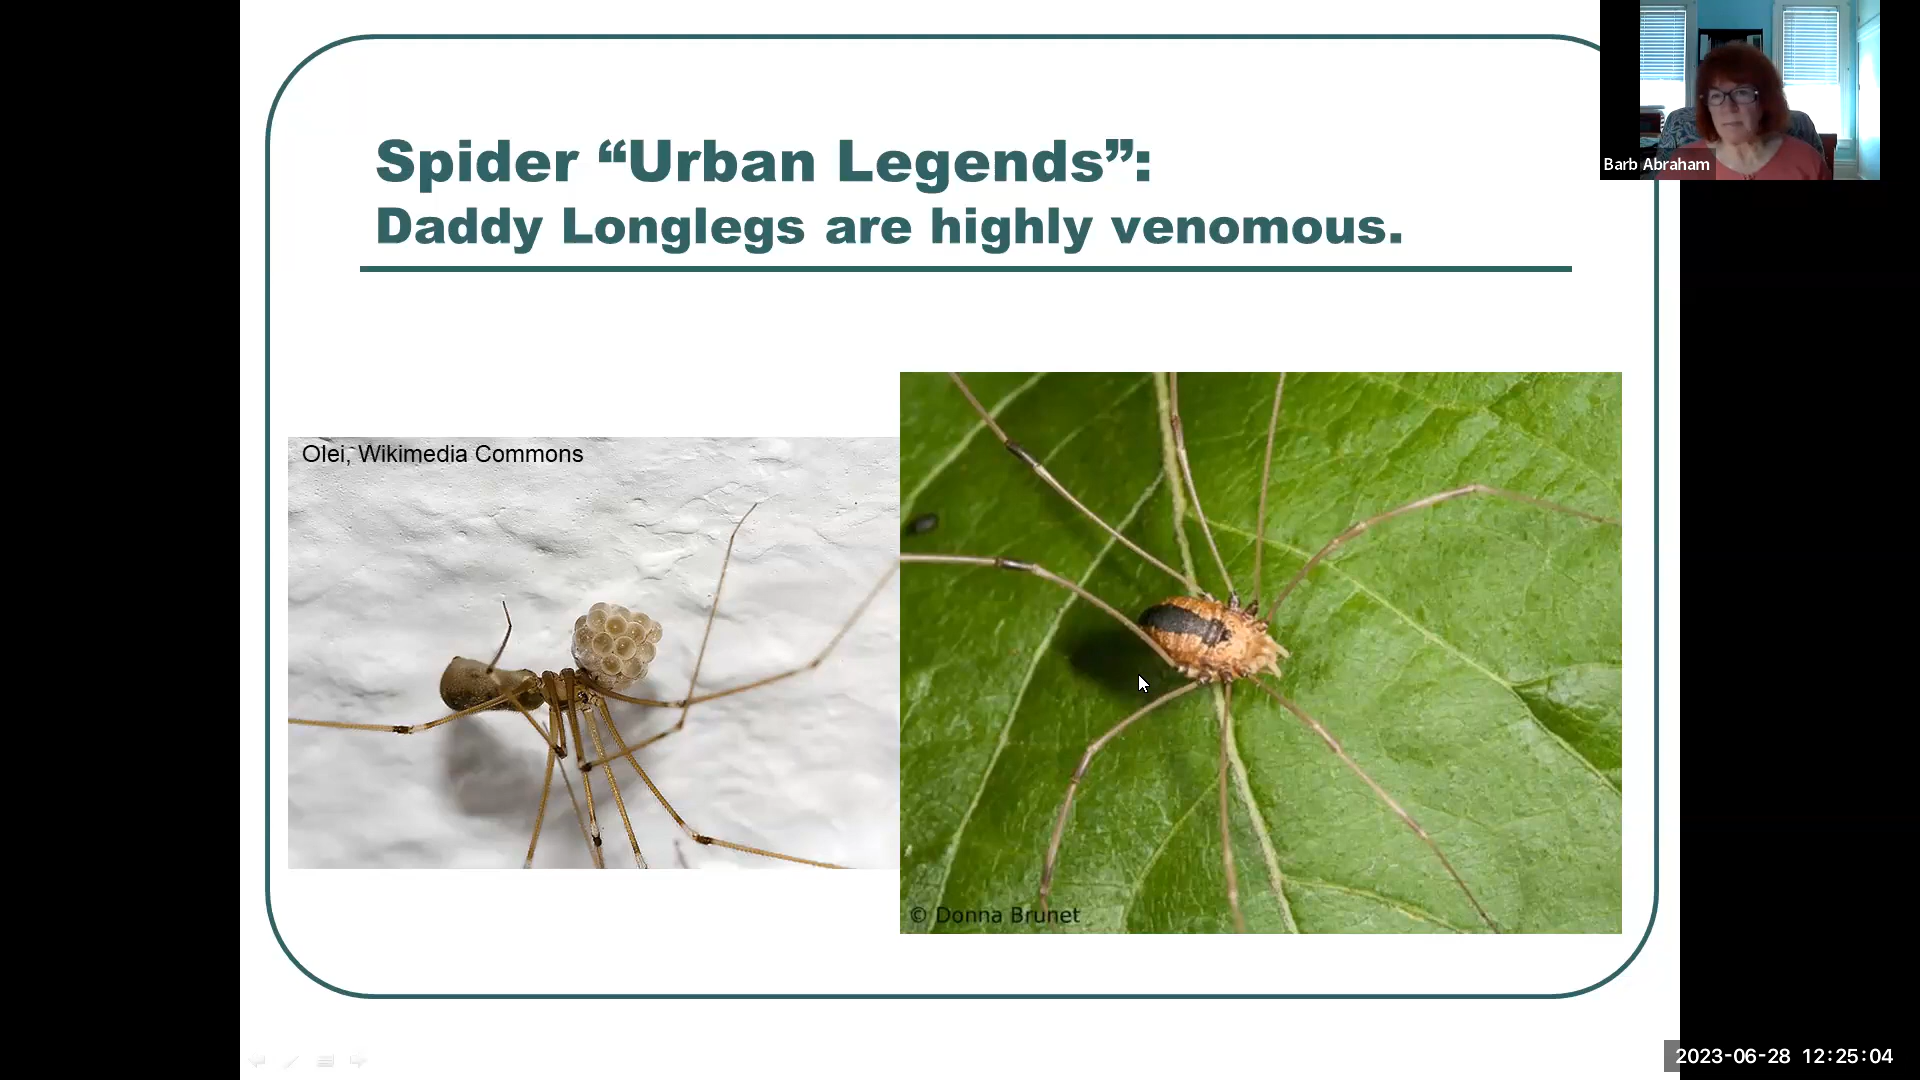 Spider “Urban Legends”:
Daddy Longlegs are highly venomous.
Barb Abraham
Olei, Wikimedia Commons
© Donna Brunet
2023-06-28 12:25:04